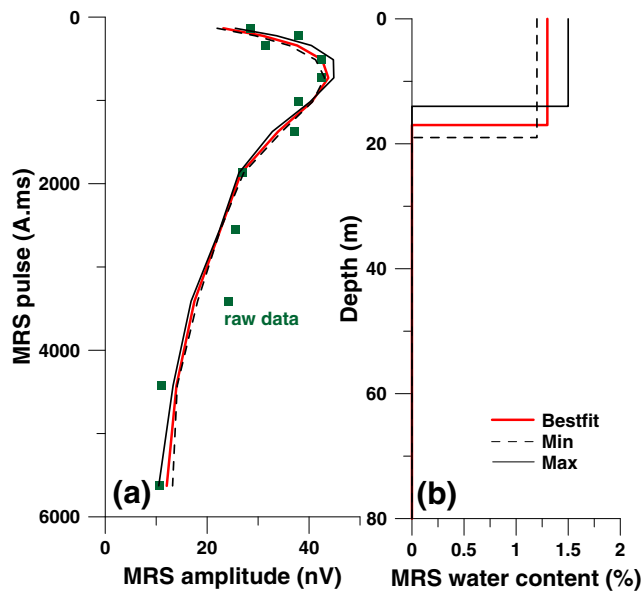 0
2000
4000
6000
MRS pulse (A.ms)
raw data
(a)
0
20
40
MRS amplitude (nV)
0
20
40
60
80
Depth (m)
Bestfit
Min
Max
(b)
0
0.5
1
1.5
2
MRS water content (%)